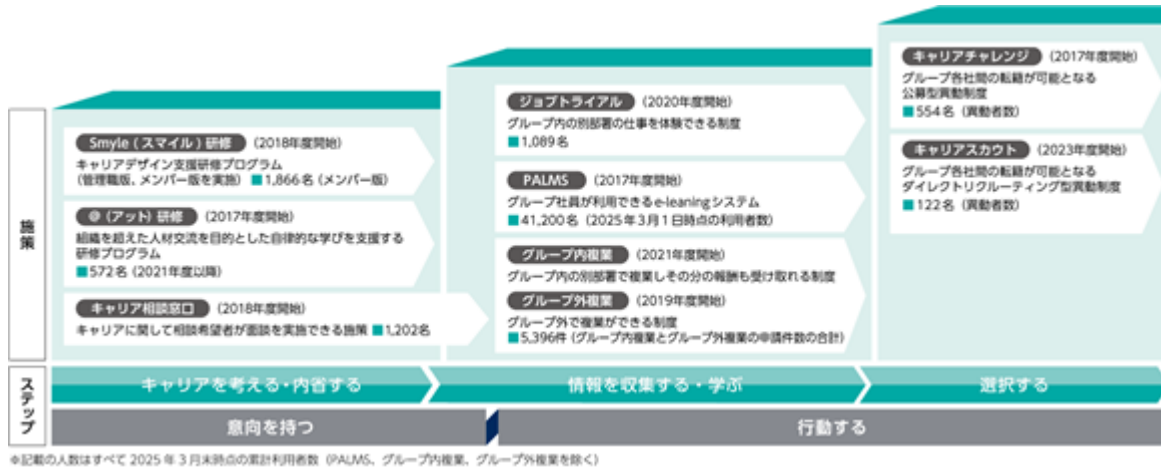 施策
Smyle(スマイル)研修 (2018年度開始)
キャリアデザイン支援研修プログラム
(管理職版、メンバー版を実施) ■1,866名(メンバー版)
@(アット)研修 (2017年度開始)
組織を超えた人材交流を目的とした自律的な学びを支援する
研修プログラム
■572名(2021年度以降)
キャリア相談窓口 (2018年度開始)
キャリアに関して相談希望者が面談を実施できる施策 ■1,202名
ジョブトライアル (2020年度開始)
グループ内の別部署の仕事を体験できる制度
■1,089名
PALMS (2017年度開始)
グループ社員が利用できるe-leaningシステム
■41,200名(2025年3月1日時点の利用者数)
グループ内複業 (2021年度開始)
グループ内の別部署で複業しその分の報酬も受け取れる制度
グループ外複業 (2019年度開始)
グループ外で複業ができる制度
■5,396件(グループ内複業とグループ外複業の申請件数の合計)
キャリアチャレンジ (2017年度開始)
グループ各社間の転籍が可能となる
公募型異動制度
■554名(異動者数)
キャリアスカウト (2023年度開始)
グループ各社間の転籍が可能となる
ダイレクトリクルーティング型異動制度
■122名(異動者数)
ステップ
キャリアを考える・内省する
情報を収集する・学ぶ
選択する
意向を持つ
行動する
※記載の人数はすべて2025年3月末時点の累計利用者数(PALMS、グループ内複業、グループ外複業を除く)